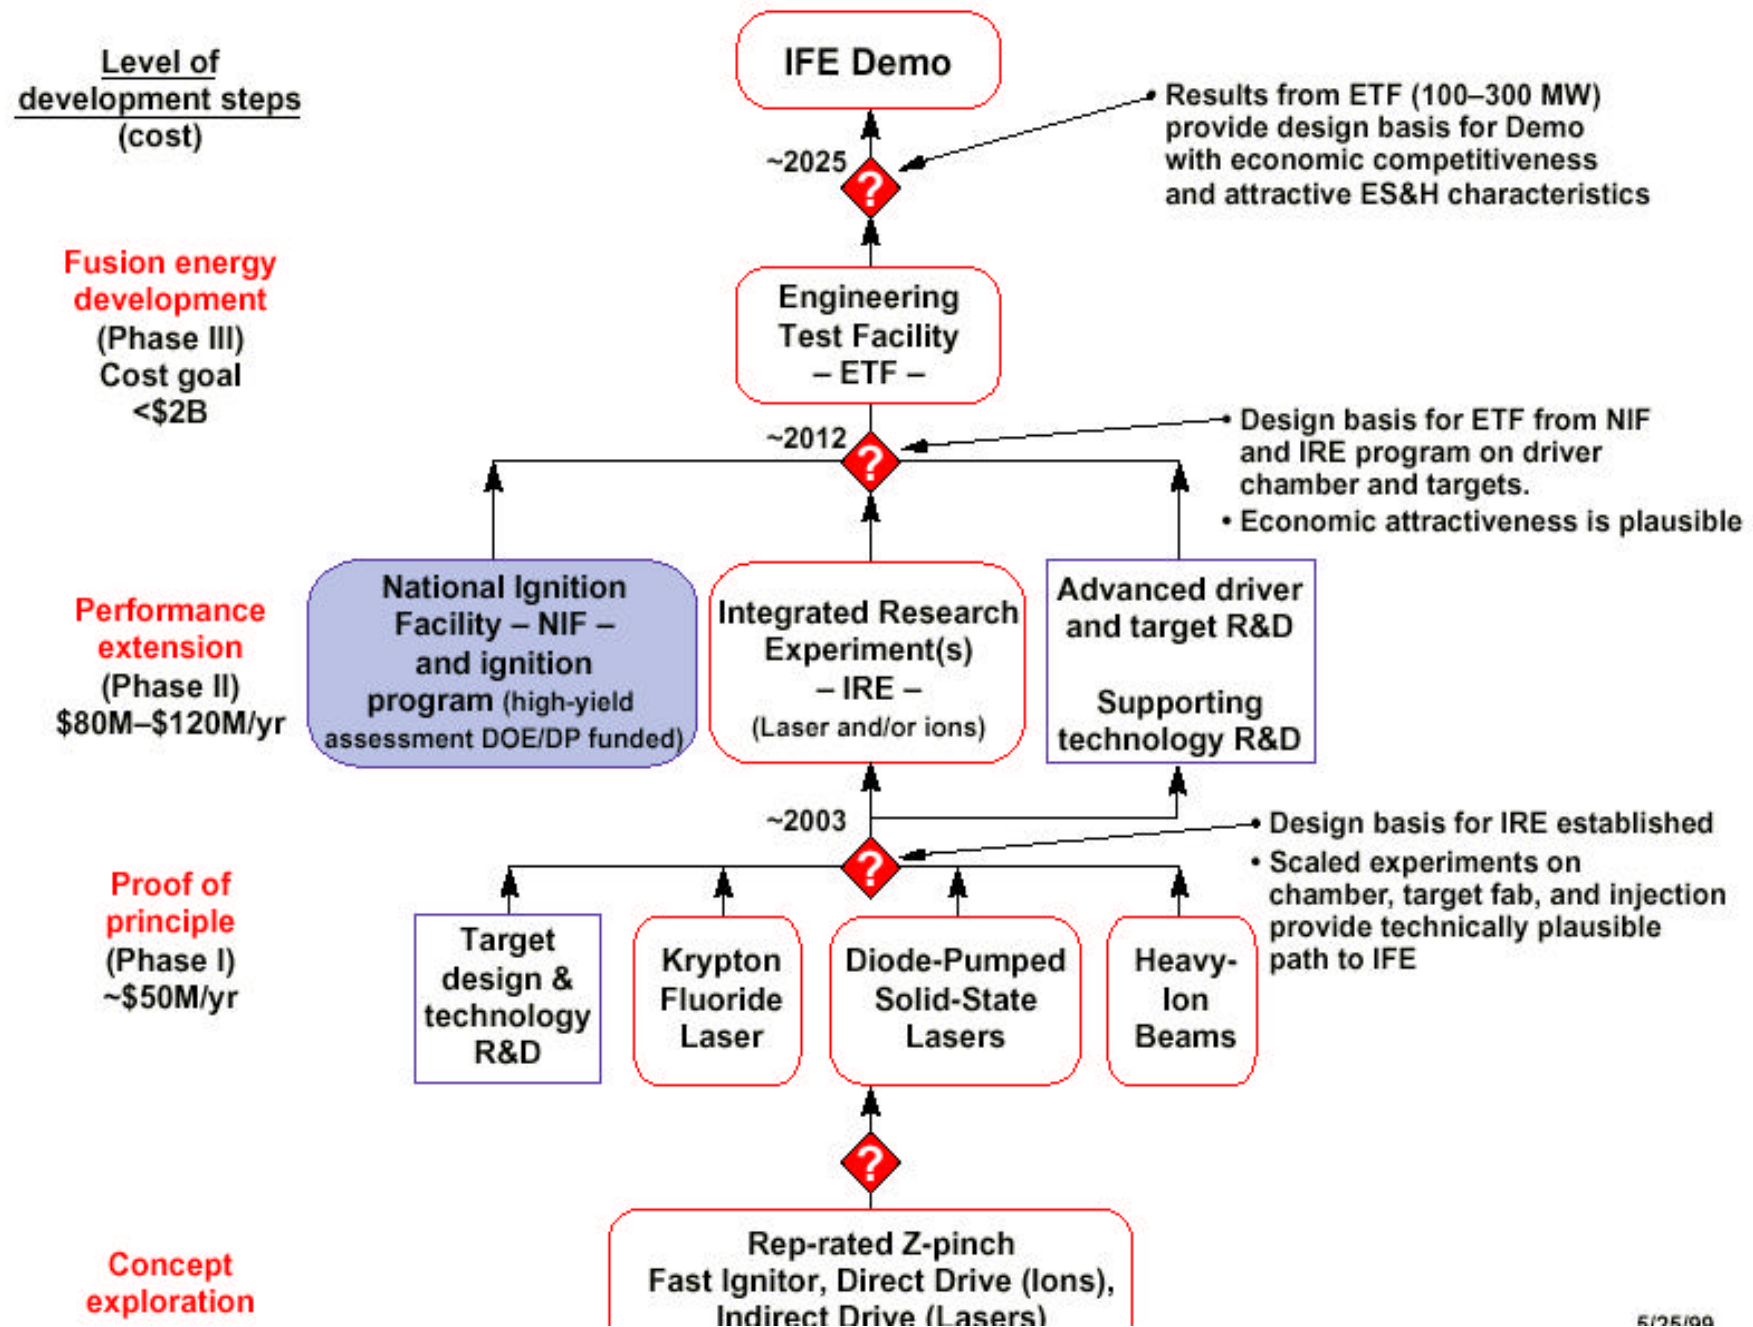 IFE Demo
Level of
development steps
(cost)
• Results from ETF (100–300 MW)
provide design basis for Demo
with economic competitiveness
and attractive ES&H characteristics
~2025
?
Fusion energy
development
(Phase III)
Cost goal
<$2B
Engineering
Test Facility
– ETF –
~2012
?
• Design basis for ETF from NIF
and IRE program on driver
chamber and targets.
• Economic attractiveness is plausible
Performance
extension
(Phase II)
$80M–$120M/yr
National Ignition
Facility – NIF –
and ignition
program (high-yield
assessment DOE/DP funded)
Integrated Research
Experiment(s)
– IRE –
(Laser and/or ions)
Advanced driver
and target R&D
Supporting
technology R&D
~2003
?
• Design basis for IRE established
• Scaled experiments on
chamber, target fab, and injection
provide technically plausible
path to IFE
Proof of
principle
(Phase I)
~$50M/yr
Target
design &
technology
R&D
Krypton
Fluoride
Laser
Diode-Pumped
Solid-State
Lasers
Heavy-
Ion
Beams
?
Concept
exploration
Rep-rated Z-pinch
Fast Ignitor, Direct Drive (Ions),
Indirect Drive (Lasers)
5/25/99